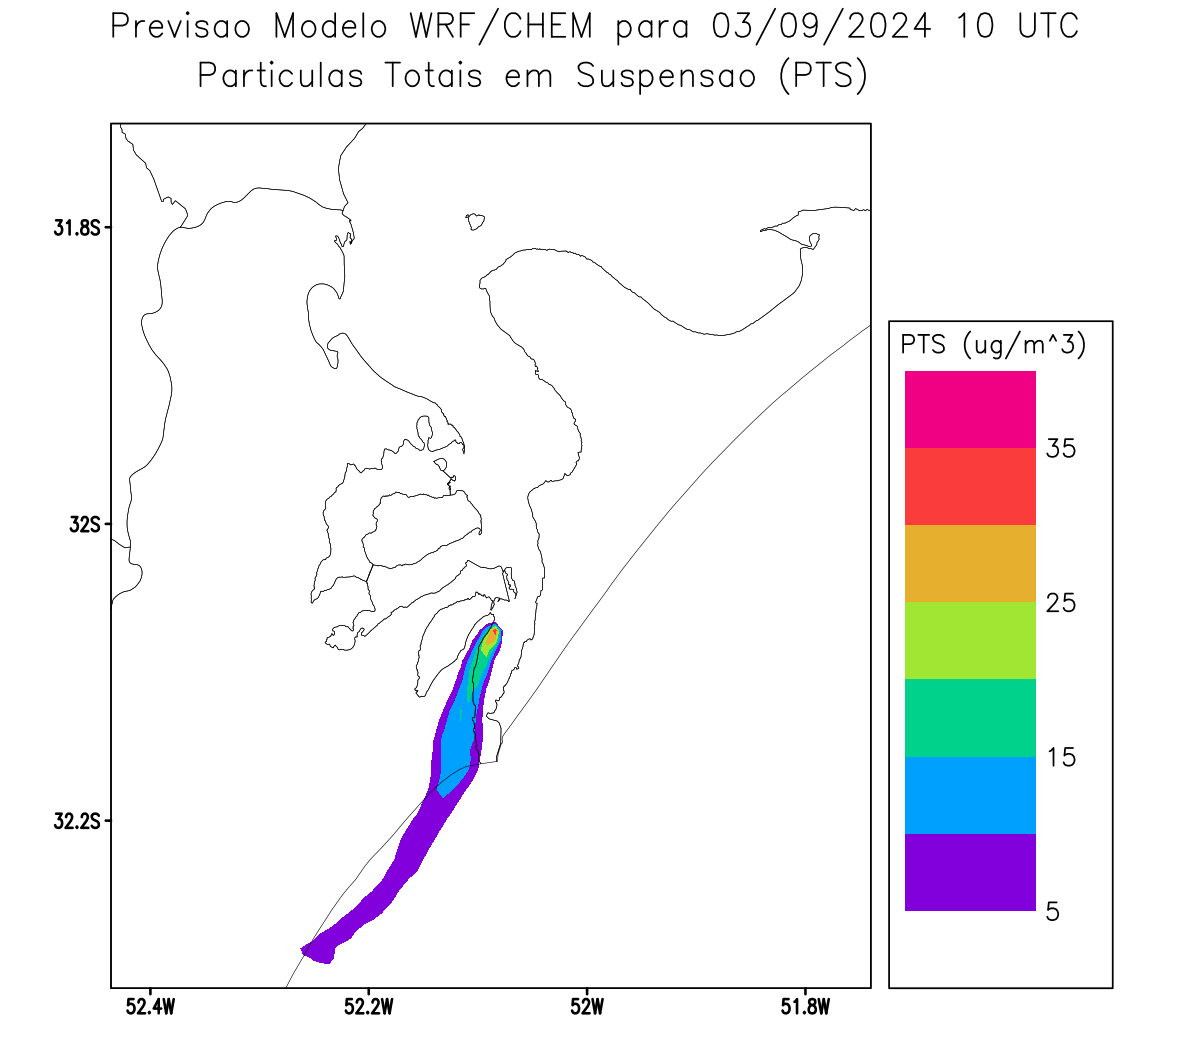 Previsao Modelo WRF/CHEM para 03/09/2024 10 UTC
Particulas Totais em Suspensao (PTS)
31.8S
32S
32.2S
52.4W
52.2W
52W
51.8W
PTS (ug/m^3)
35
25
15
5